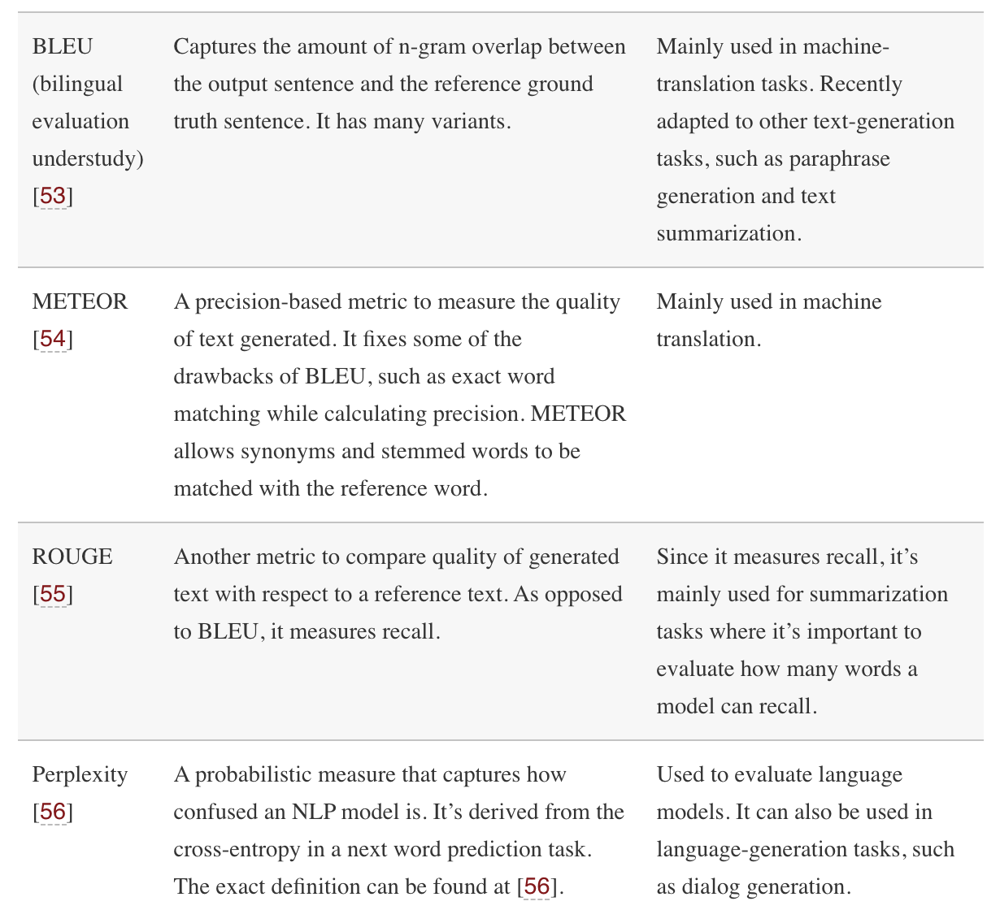 BLEU
(bilingual
evaluation
understudy)
[53]
Captures the amount of n-gram overlap between
the output sentence and the reference ground
truth sentence. It has many variants.
Mainly used in machine-
translation tasks. Recently
adapted to other text-generation
tasks, such as paraphrase
generation and text
summarization.
METEOR
[54]
A precision-based metric to measure the quality
of text generated. It fixes some of the
drawbacks of BLEU, such as exact word
matching while calculating precision. METEOR
allows synonyms and stemmed words to be
matched with the reference word.
Mainly used in machine
translation.
ROUGE
[55]
Another metric to compare quality of generated
text with respect to a reference text. As opposed
to BLEU, it measures recall.
Since it measures recall, it’s
mainly used for summarization
tasks where it’s important to
evaluate how many words a
model can recall.
Perplexity
[56]
A probabilistic measure that captures how
confused an NLP model is. It’s derived from the
cross-entropy in a next word prediction task.
The exact definition can be found at [56].
Used to evaluate language
models. It can also be used in
language-generation tasks, such
as dialog generation.